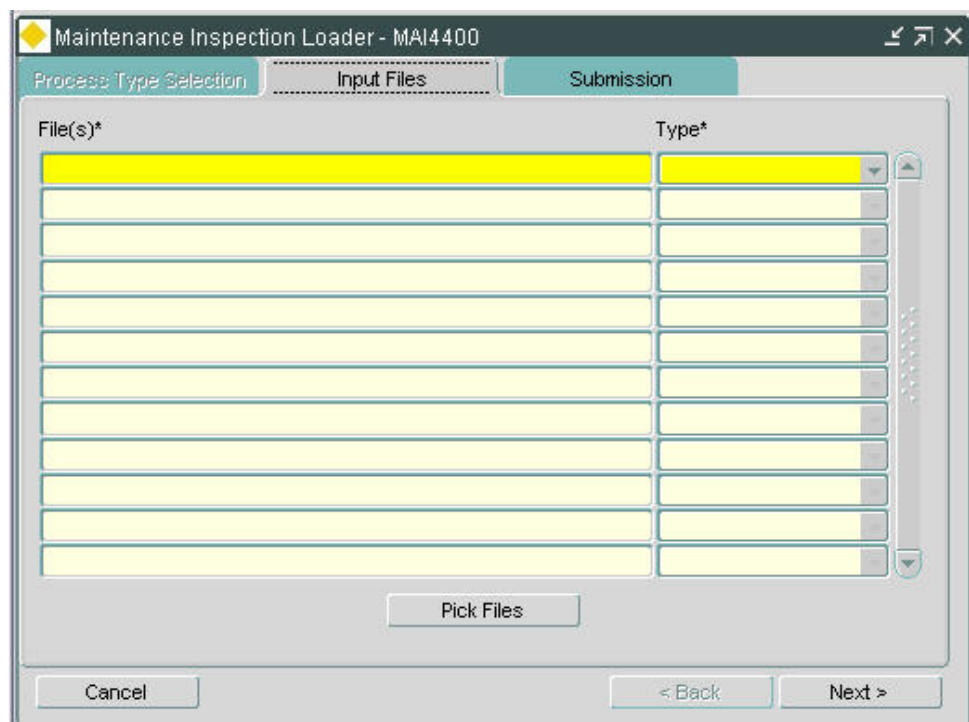 Maintenance Inspection Loader - MAI4400
Process Type Selection Input Files Submission
File(s)* Type*
Pick Files
Cancel < Back Next >